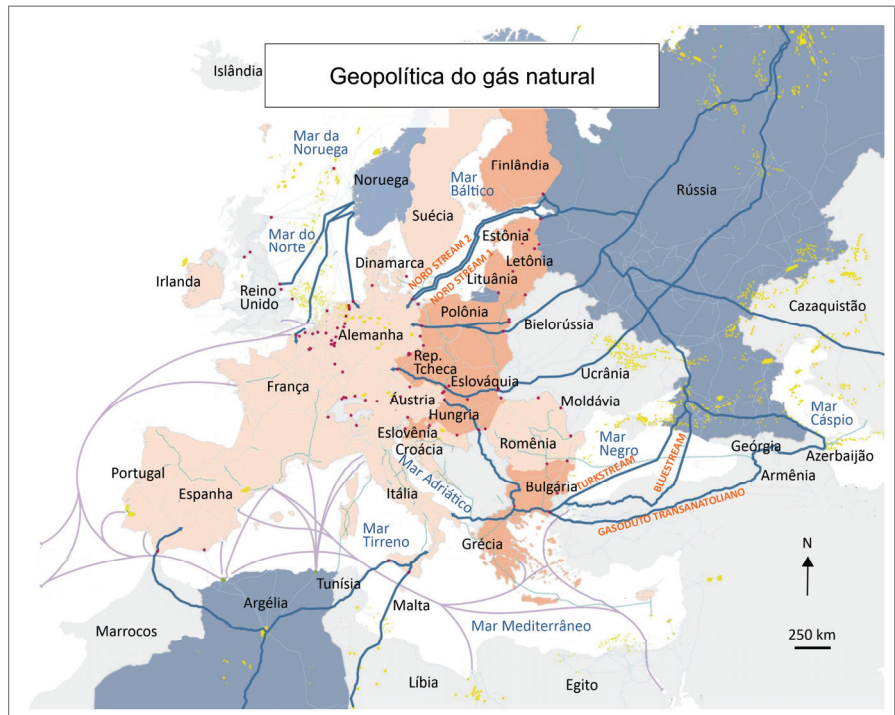 Geopolítica do gás natural
Islândia
Mar da
Noruega
Noruega
Finlândia
Mar
Báltico
Rússia
Suécia
Mar do
Norte
Estônia
Dinamarca
NORD STREAM 2
NORD STREAM 1
Letônia
Irlanda
Lituânia
Reino
Unido
Polônia
Cazaquistão
Alemanha
Bielorússia
Rep.
Tcheca
França
Eslováquia
Ucrânia
Áustria
Moldávia
Hungria
Mar
Cáspio
Eslovênia
Croácia
Romênia
Mar
Negro
Geórgia
Azerbaijão
Portugal
Espanha
Mar Adriático
Itália
Bulgária
TURKSTREAM
BLUESTREAM
Armênia
GASODUTO TRANSANATOLIANO
Mar
Tirreno
Grécia
N
Tunísia
Argélia
Malta
Marrocos
Mar Mediterrâneo
250 km
Líbia
Egito